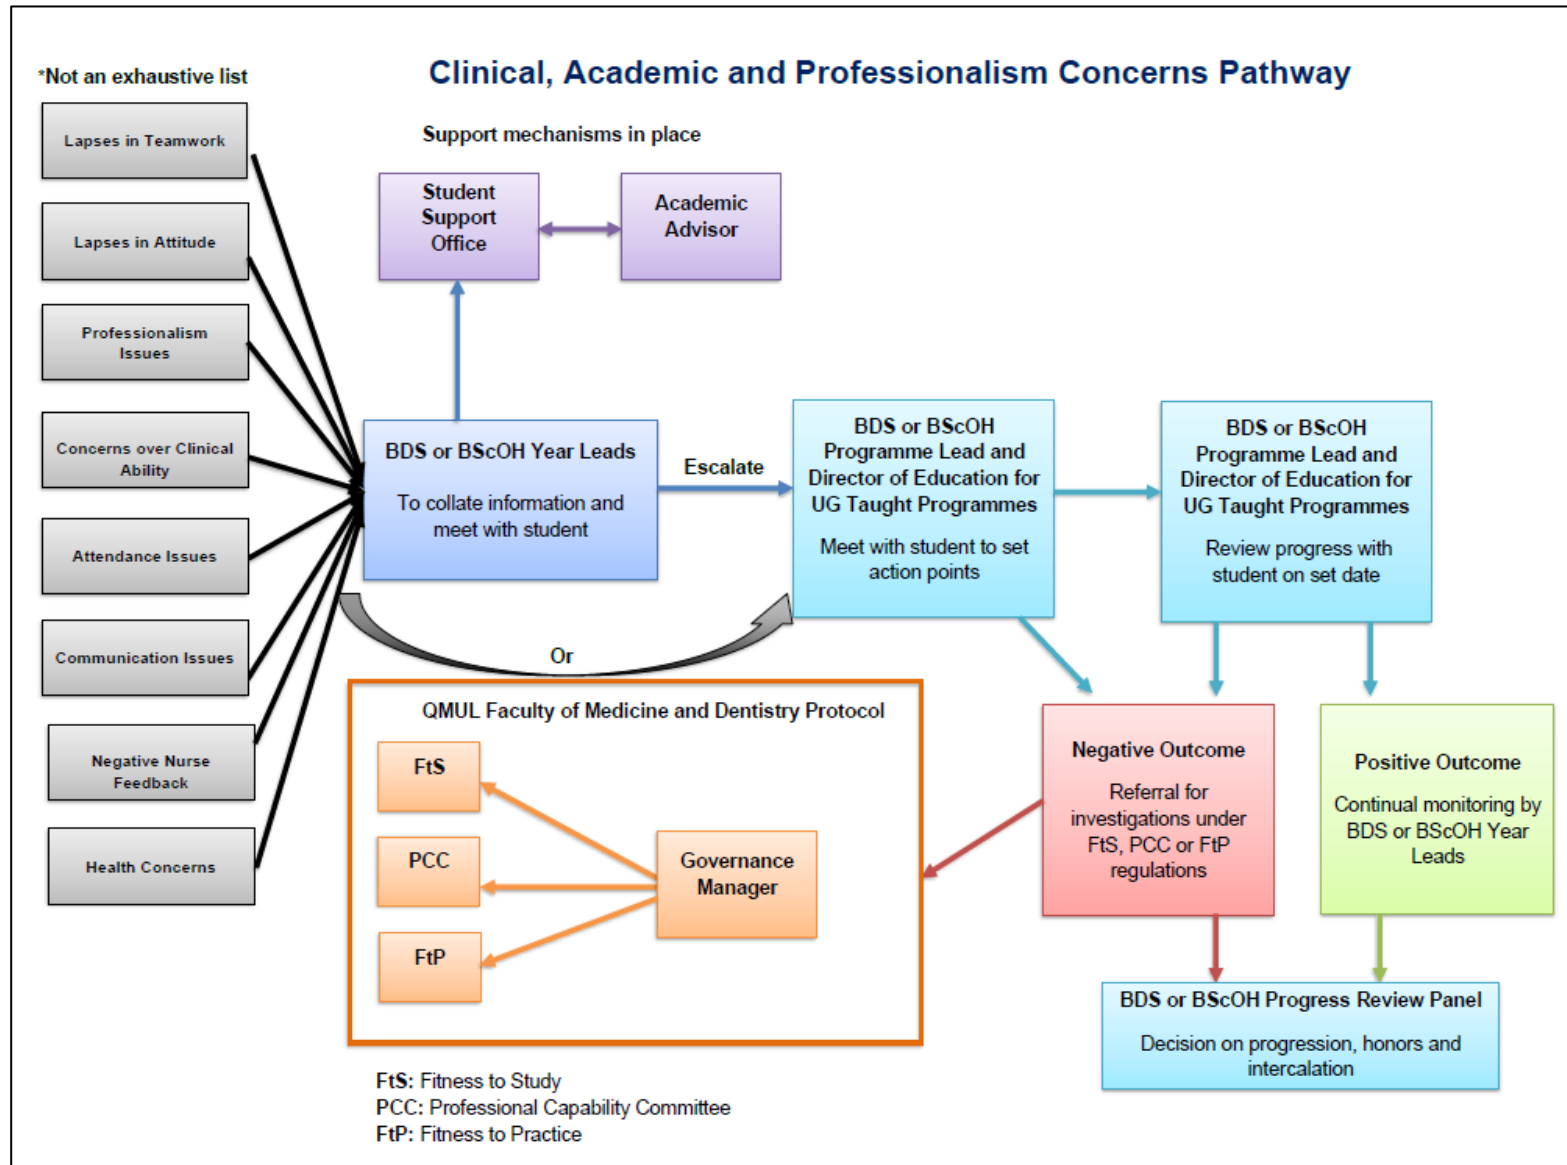 *Not an exhaustive list
Clinical, Academic and Professionalism Concerns Pathway
Support mechanisms in place
Lapses in Teamwork
Lapses in Attitude
Professionalism
Issues
Concerns over Clinical
Ability
Attendance Issues
Communication Issues
Negative Nurse
Feedback
Health Concerns
Student
Support
Office
Academic
Advisor
BDS or BScOH Year Leads
To collate information and
meet with student
Escalate
Or
BDS or BScOH
Programme Lead and
Director of Education for
UG Taught Programmes
Meet with student to set
action points
BDS or BScOH
Programme Lead and
Director of Education for
UG Taught Programmes
Review progress with
student on set date
QMUL Faculty of Medicine and Dentistry Protocol
FtS
PCC
FtP
Governance
Manager
Negative Outcome
Referral for
investigations under
FtS, PCC or FtP
regulations
Positive Outcome
Continual monitoring by
BDS or BScOH Year
Leads
BDS or BScOH Progress Review Panel
Decision on progression, honors and
intercalation
FtS: Fitness to Study
PCC: Professional Capability Committee
FtP: Fitness to Practice